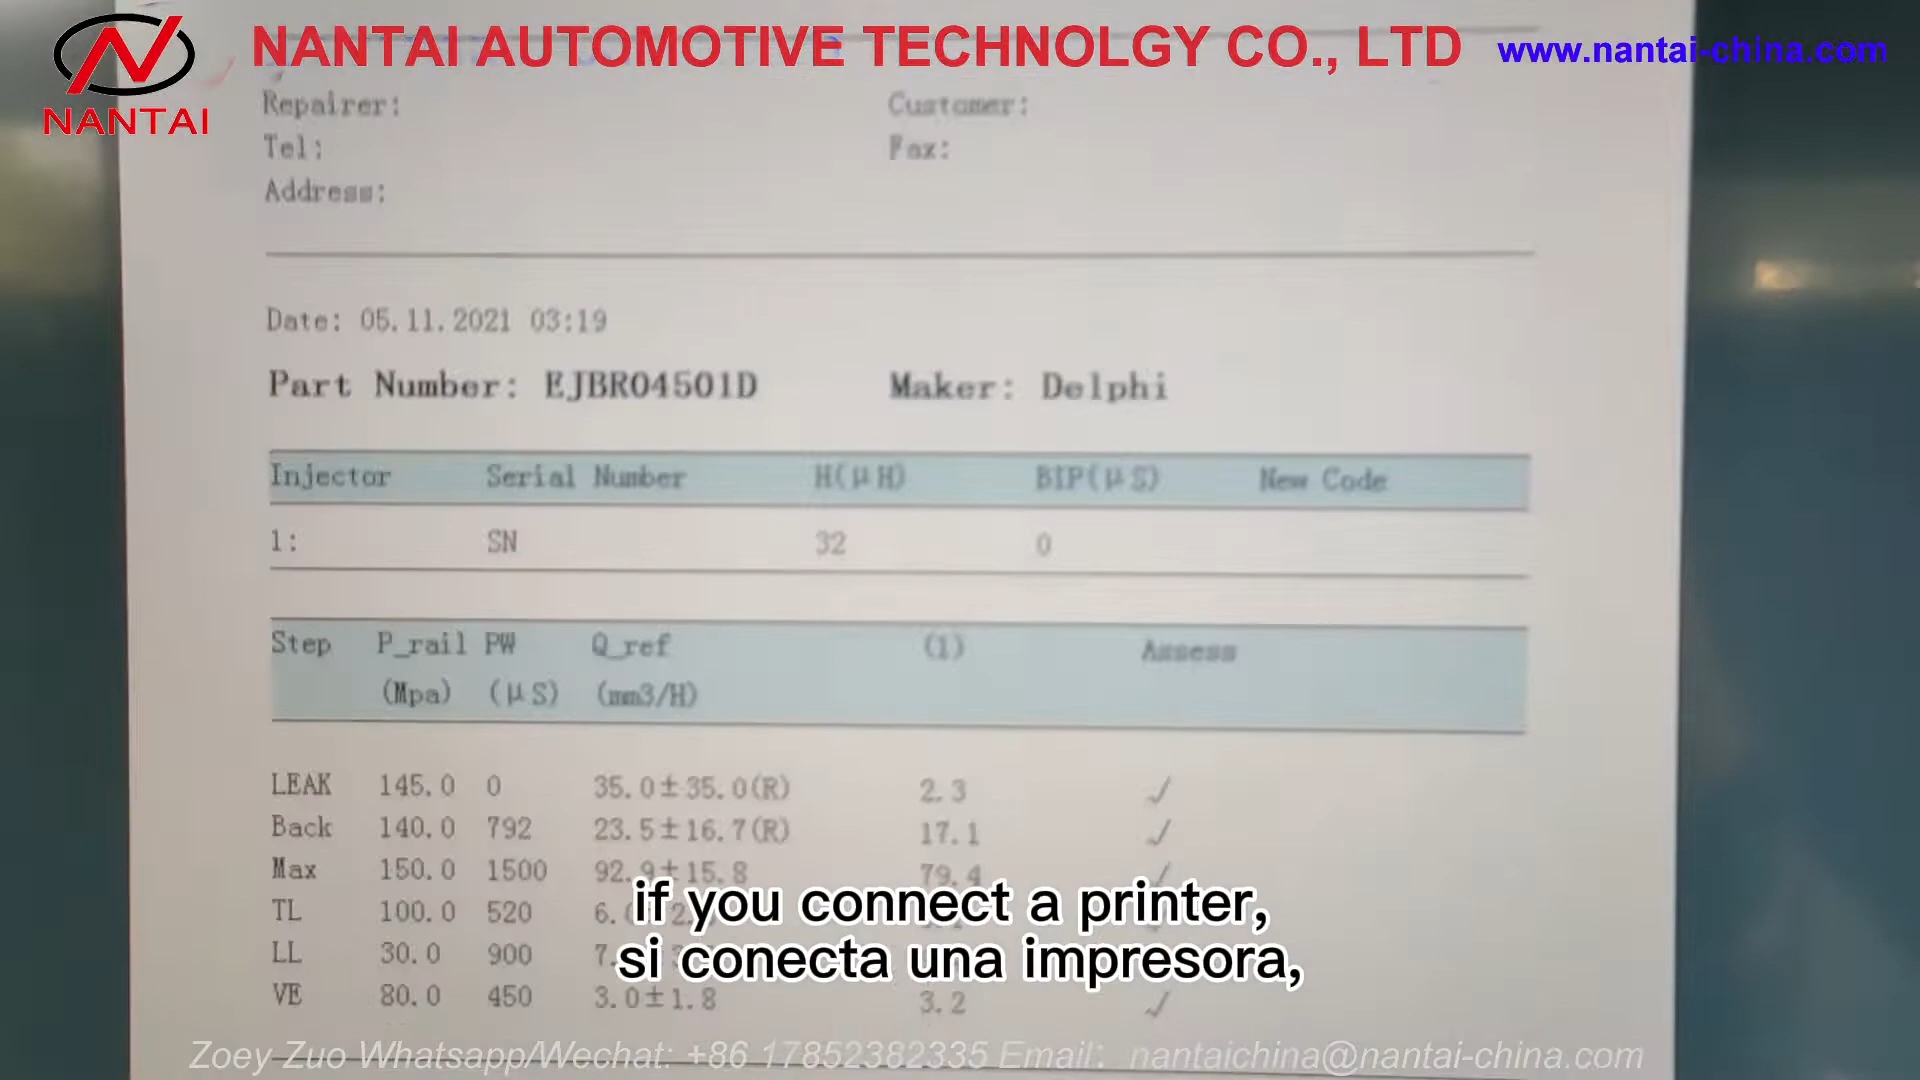 NANTAI AUTOMOTIVE TECHNOLGY CO., LTD www.nantai-china.com
NANTAI
Repairer: Customer:
Tel: Fax:
Address:
Date: 05.11.2021 03:19
Part Number: EJBR04501D Maker: Delphi
Injector Serial Number H(μH) BIP(μS) New Code
1: SN 32 0
Step P_rail PW Q_ref (1) Assess
(Mpa) (μS) (mm3/H)
LEAK 145.0 0 35.0±35.0(R) 2.3 √
Back 140.0 792 23.5±16.7(R) 17.1 √
Max 150.0 1500 92.9±15.8 79.4 √
TL 100.0 520
LL 30.0 900
VE 80.0 450 3.0±1.8 3.2 √
if you connect a printer,
si conecta una impresora,
Zoey Zuo Whatsapp/Wechat: +86 17852382335 Email: nantaichina@nantai-china.com